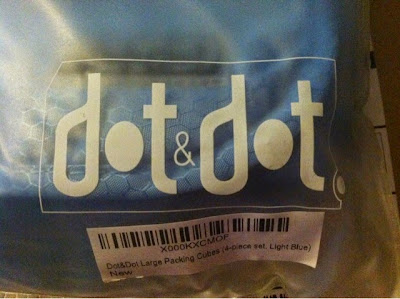 dot & dot
X000KXCMOF
Dot&Dot Large Packing Cubes (4-piece set, Light Blue)
New